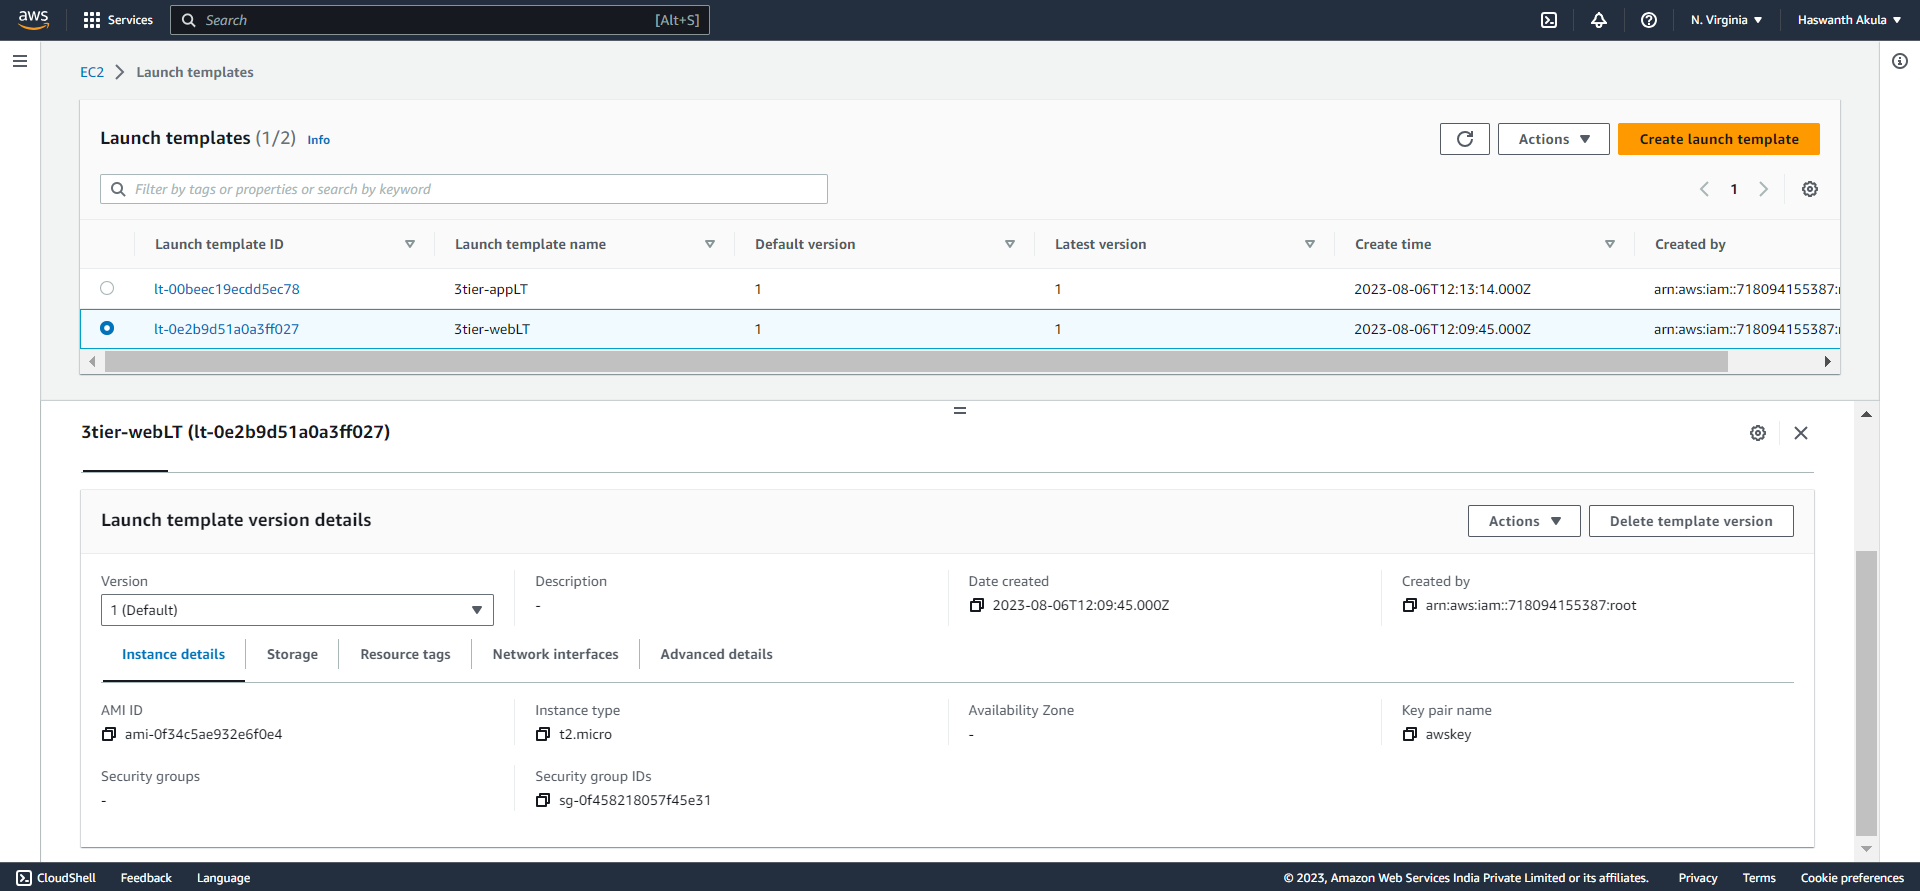 aws Services Search [Alt+S] N. Virginia Haswanth Akula
EC2 Launch templates
Launch templates (1/2) Info Actions Create launch template
Filter by tags or properties or search by keyword 1
Launch template ID Launch template name Default version Latest version Create time Created by
lt-00beec19ecdd5ec78 3tier-appLT 1 1 2023-08-06T12:13:14.000Z arn:aws:iam::718094155387:
lt-0e2b9d51a0a3ff027 3tier-webLT 1 1 2023-08-06T12:09:45.000Z arn:aws:iam::718094155387:
3tier-webLT (lt-0e2b9d51a0a3ff027)
Launch template version details Actions Delete template version
Version Description Date created Created by
1 (Default) - 2023-08-06T12:09:45.000Z arn:aws:iam::718094155387:root
Instance details Storage Resource tags Network interfaces Advanced details
AMI ID Instance type Availability Zone Key pair name
ami-0f34c5ae932e6f0e4 t2.micro - awskey
Security groups Security group IDs
- sg-0f458218057f45e31
CloudShell Feedback Language © 2023, Amazon Web Services India Private Limited or its affiliates. Privacy Terms Cookie preferences